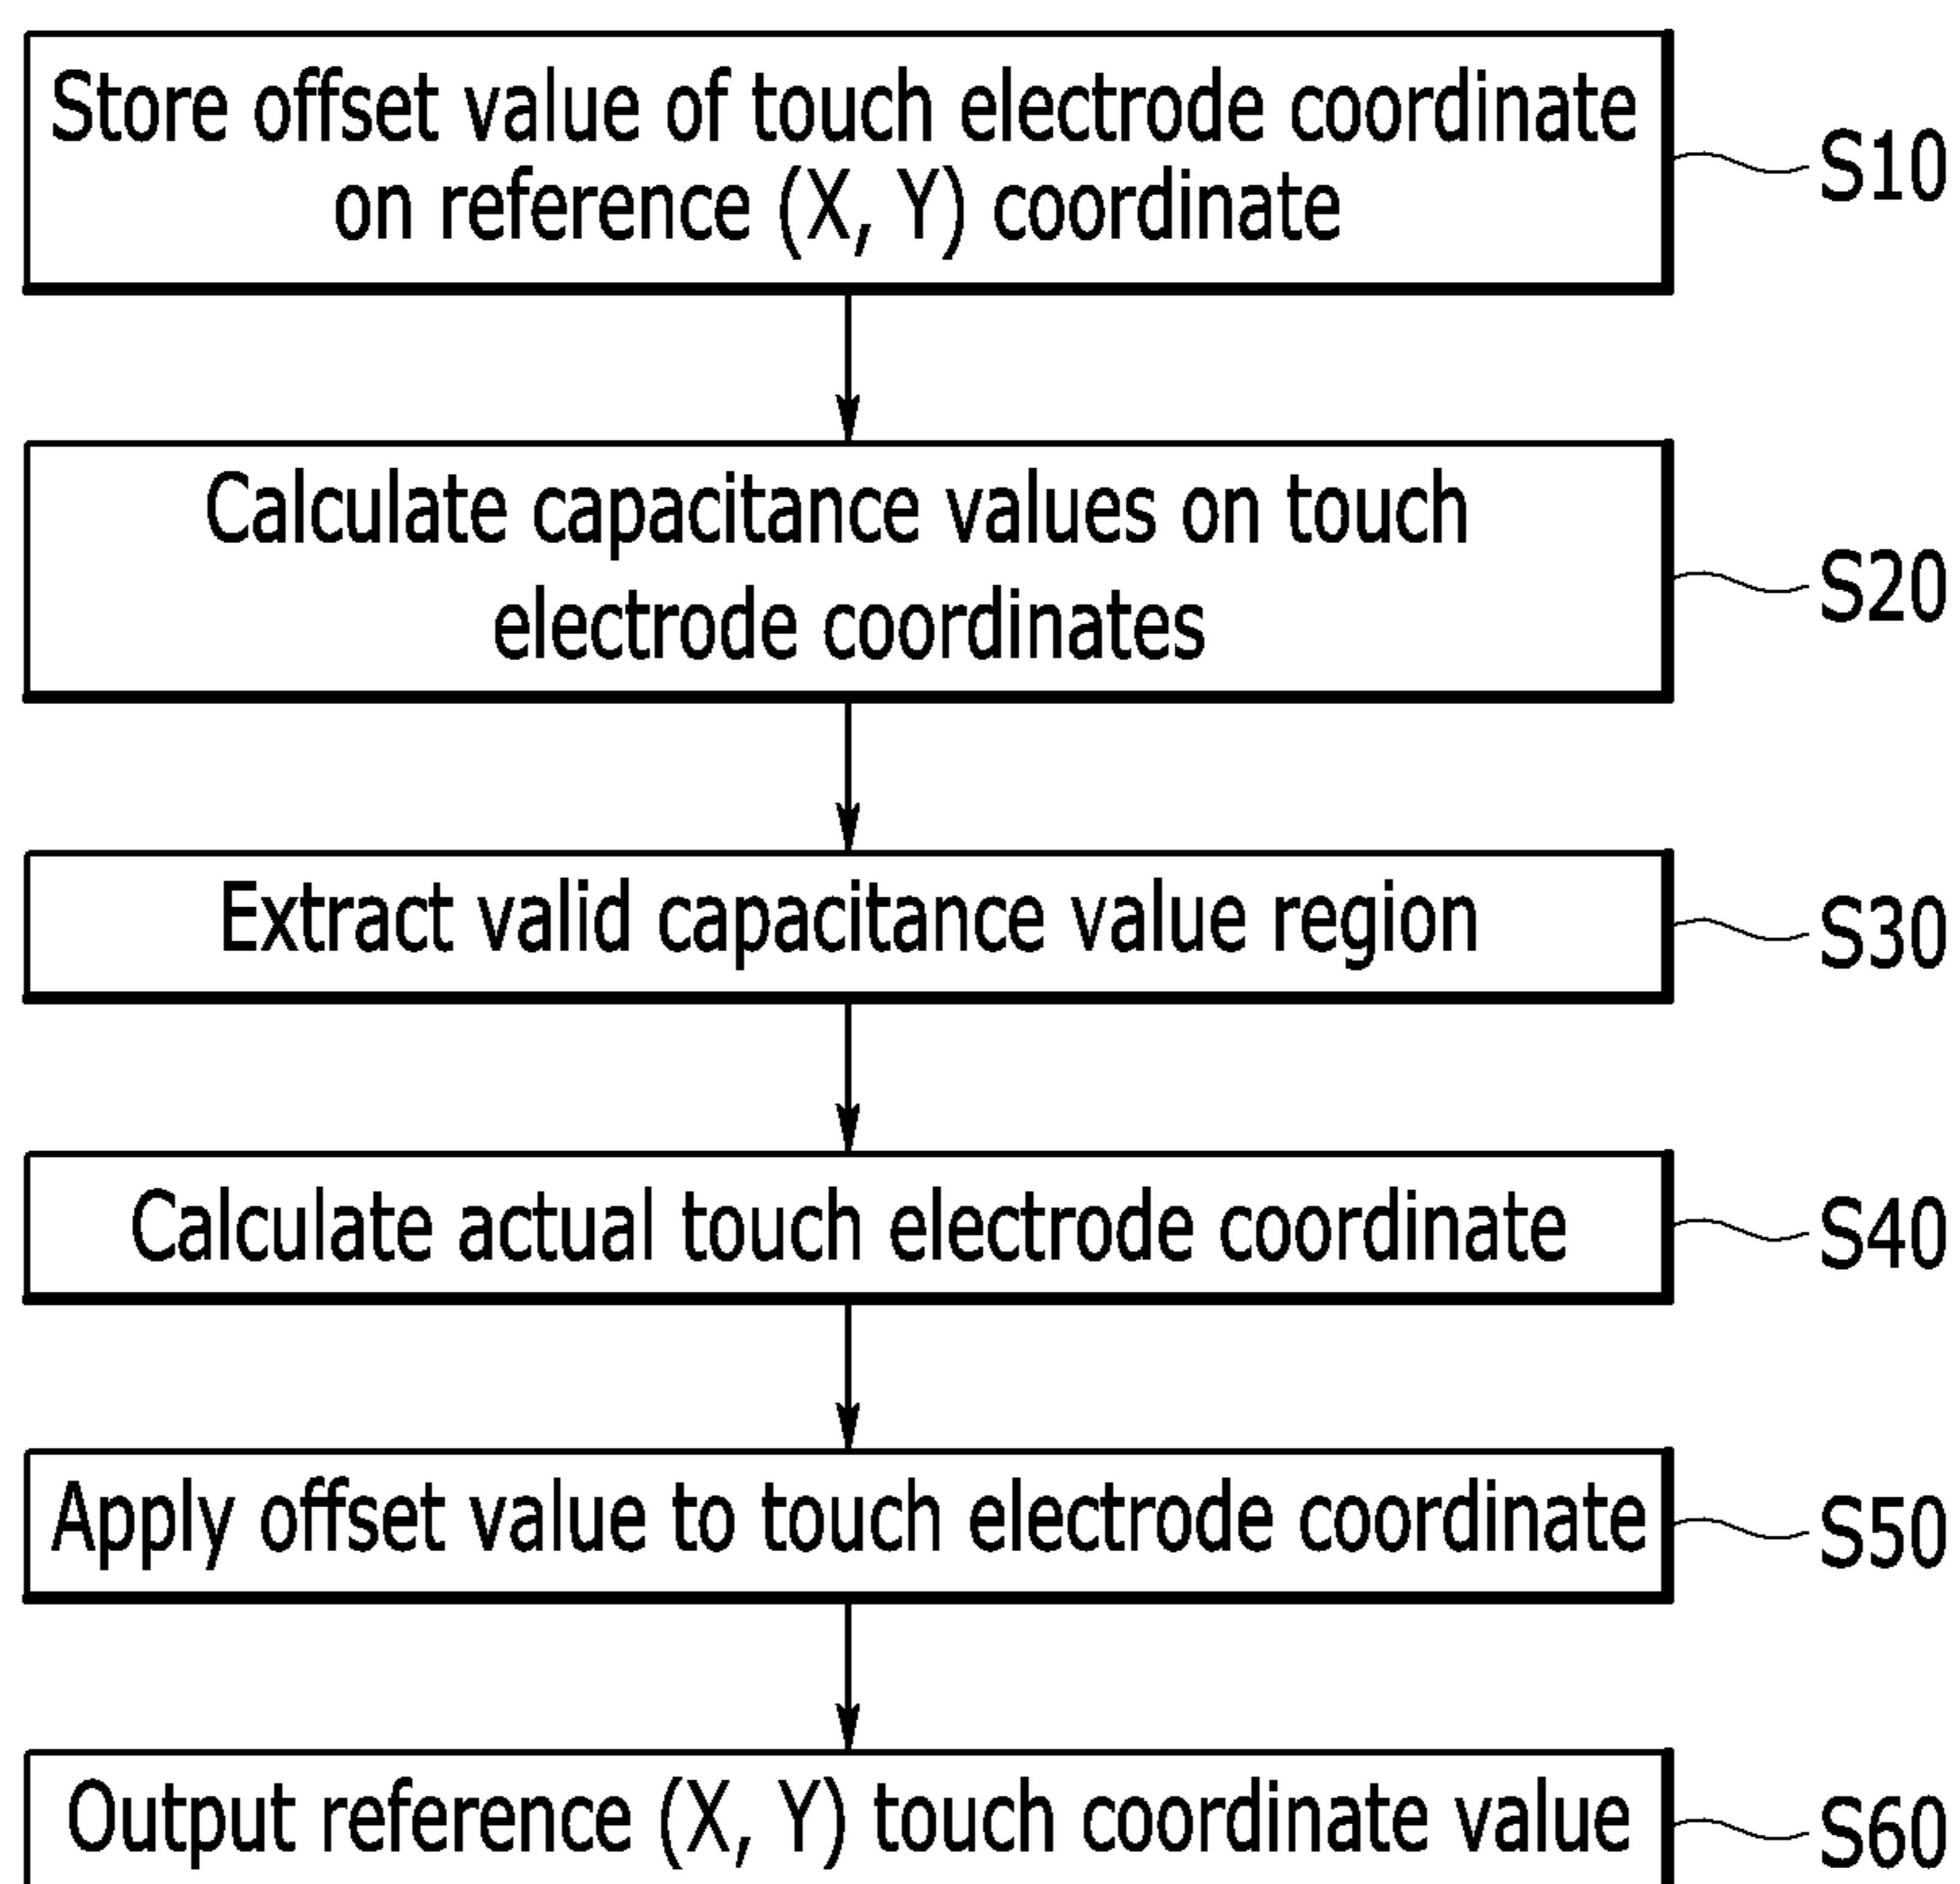 Store offset value of touch electrode coordinate
on reference (X, Y) coordinate
S10
Calculate capacitance values on touch
electrode coordinates
S20
Extract valid capacitance value region
S30
Calculate actual touch electrode coordinate
S40
Apply offset value to touch electrode coordinate
S50
Output reference (X, Y) touch coordinate value
S60